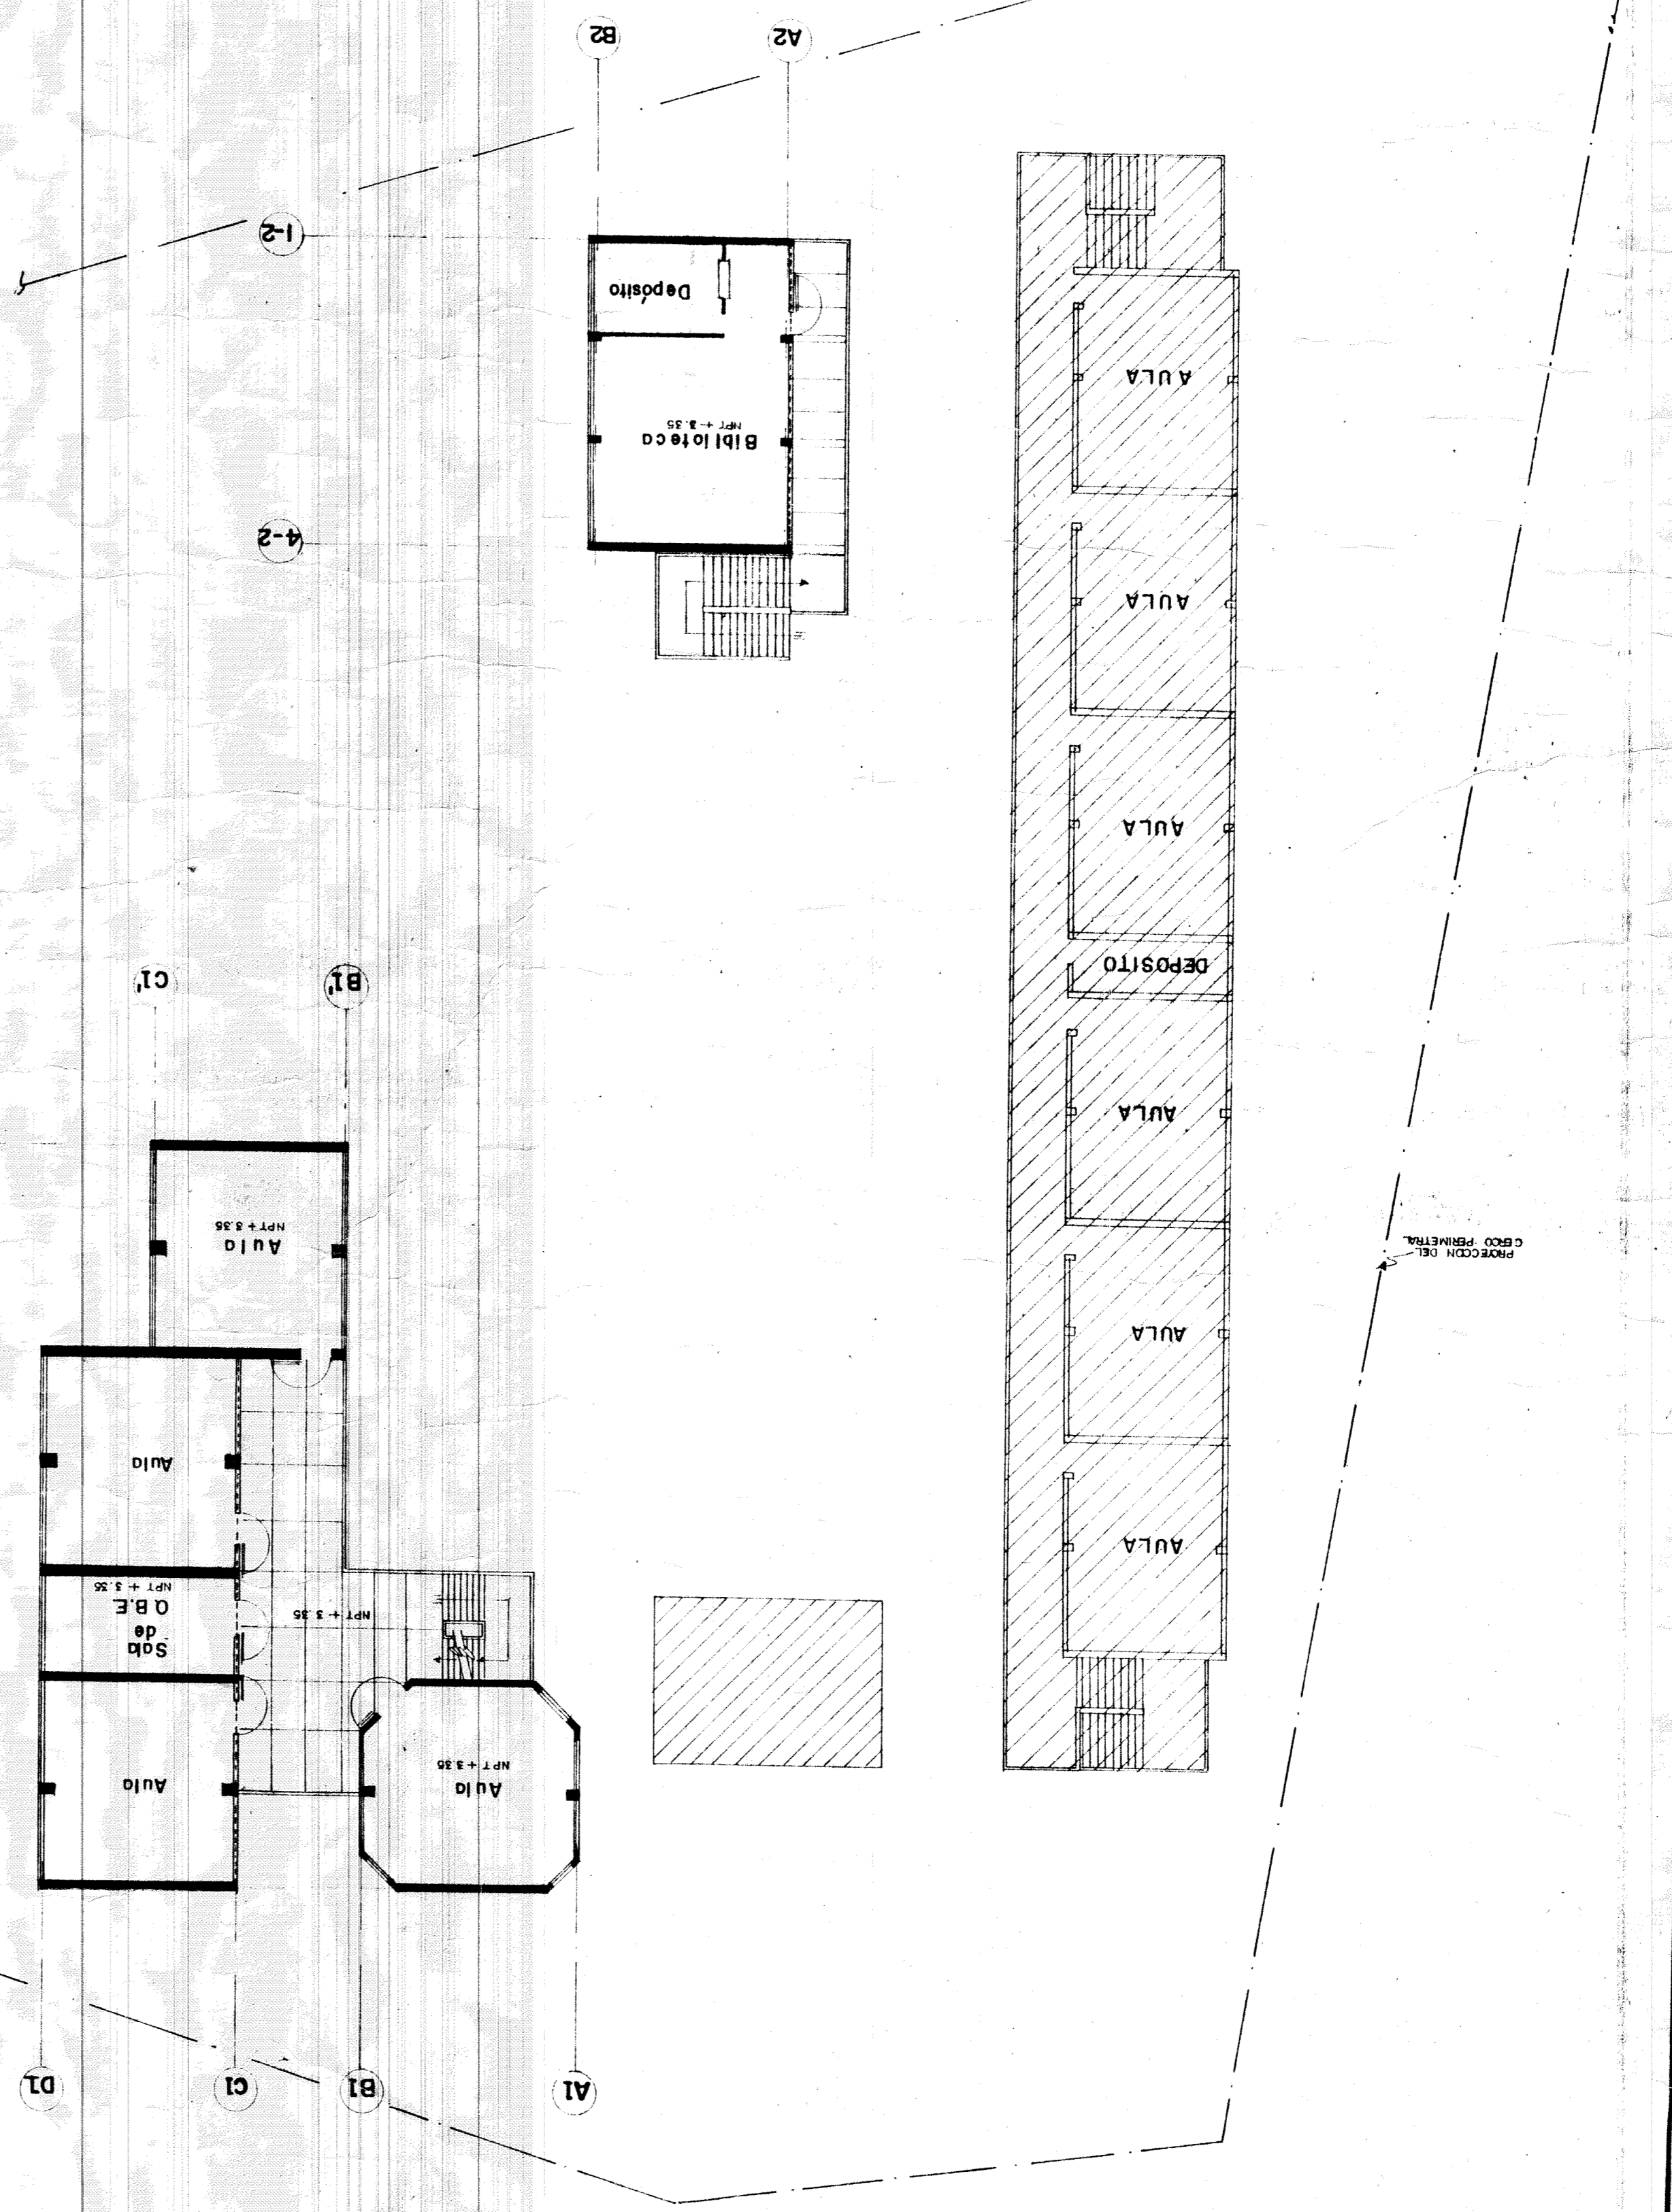 A1
B1
C1
D1
Aula
NPT + 3.35
Aula
Sala
de
Q.B.E.
NPT + 3.35
NPT + 3.35
AULA
Aula
AULA
PROYECCION DEL
CERCO PERIMETRAL
Aula
NPT + 3.35
AULA
B1'
C1'
DEPOSITO
AULA
AULA
4-2
Biblioteca
NPT + 3.35
AULA
Depósito
1-2
A2
B2